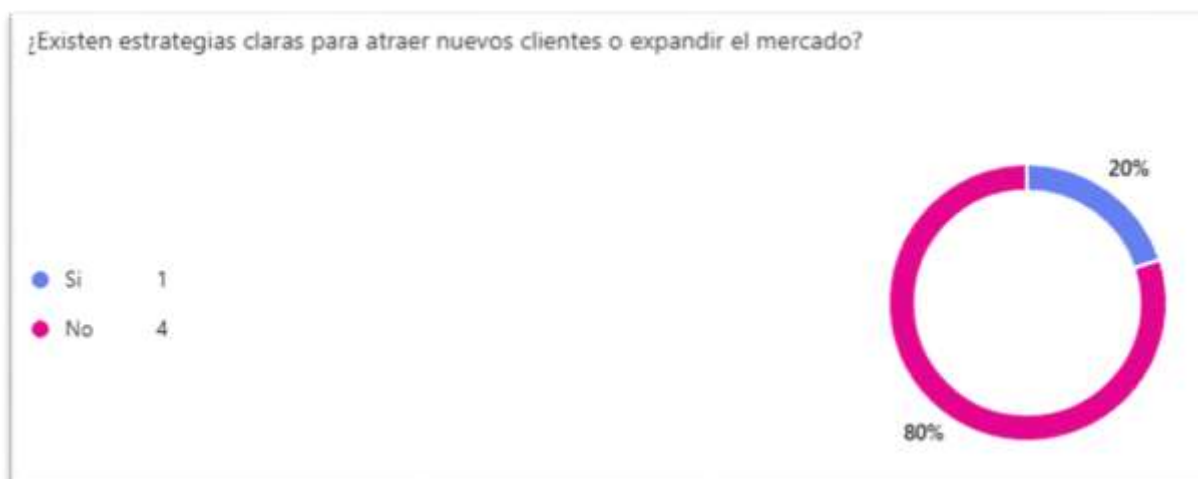 ¿Existen estrategias claras para atraer nuevos clientes o expandir el mercado?
20%
Si 1
No 4
80%